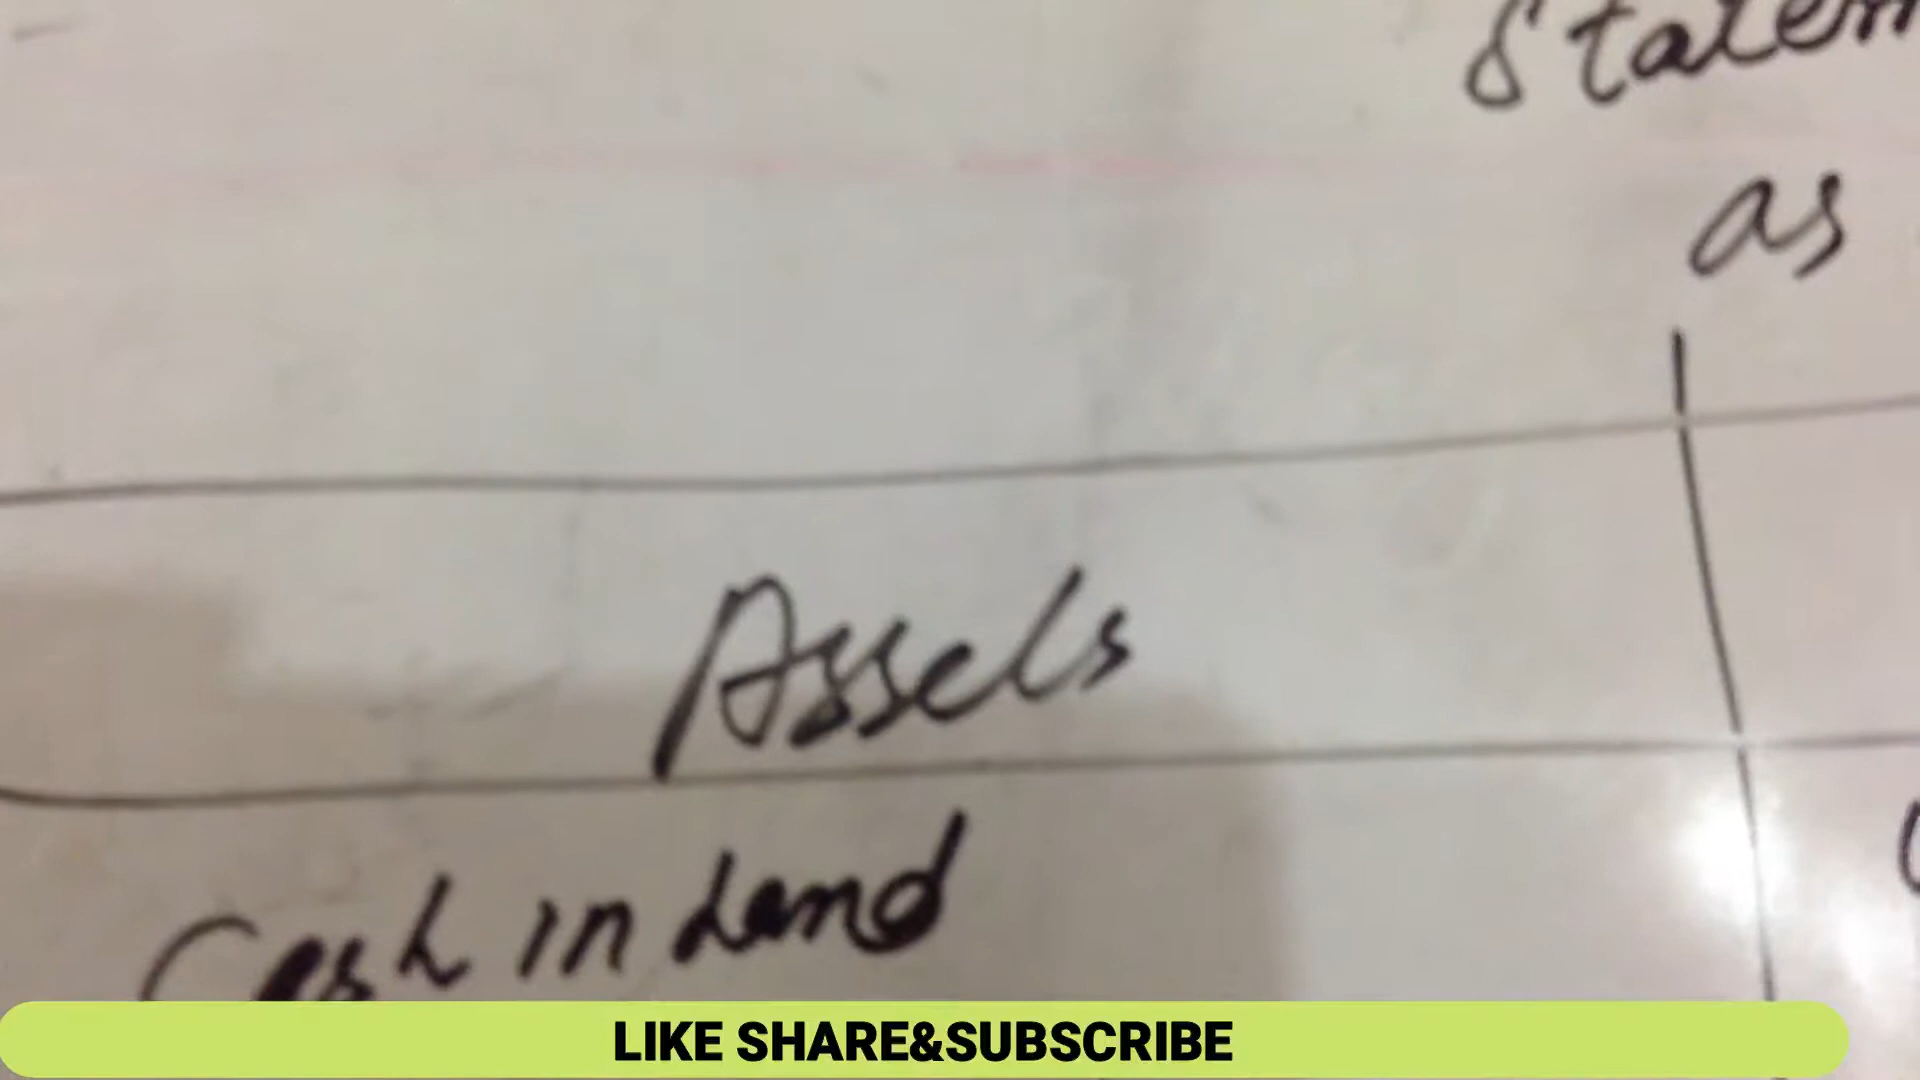 Statem
as
Assets
Cash in hand
LIKE SHARE&SUBSCRIBE